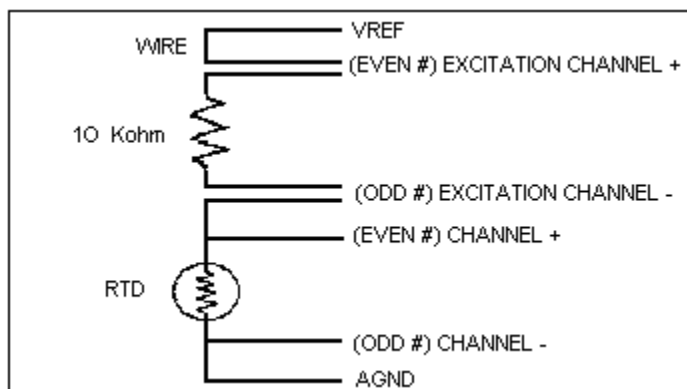 VREF
WIRE
(EVEN #) EXCITATION CHANNEL +
10 Kohm
(ODD #) EXCITATION CHANNEL -
(EVEN #) CHANNEL +
RTD
(ODD #) CHANNEL -
AGND